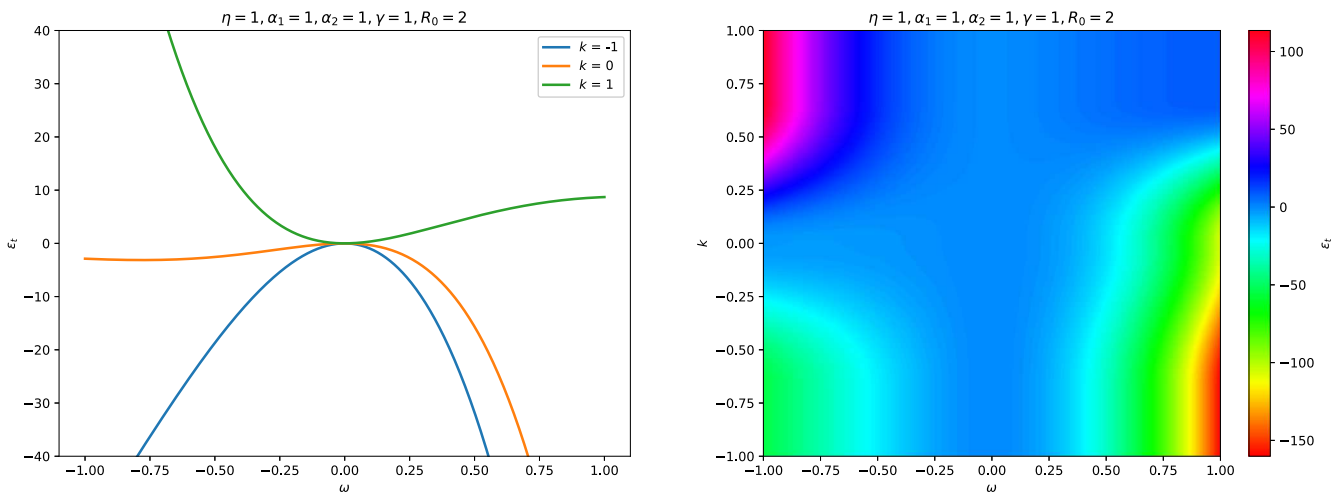 η = 1, α₁ = 1, α₂ = 1, γ = 1, R₀ = 2
40
30
20
10
0
−10
−20
−30
−40
εₜ
−1.00 −0.75 −0.50 −0.25 0.00 0.25 0.50 0.75 1.00
ω
k = -1
k = 0
k = 1
η = 1, α₁ = 1, α₂ = 1, γ = 1, R₀ = 2
1.00
0.75
0.50
0.25
0.00
−0.25
−0.50
−0.75
−1.00
k
−1.00 −0.75 −0.50 −0.25 0.00 0.25 0.50 0.75 1.00
ω
100
50
0
−50
−100
−150
εₜ